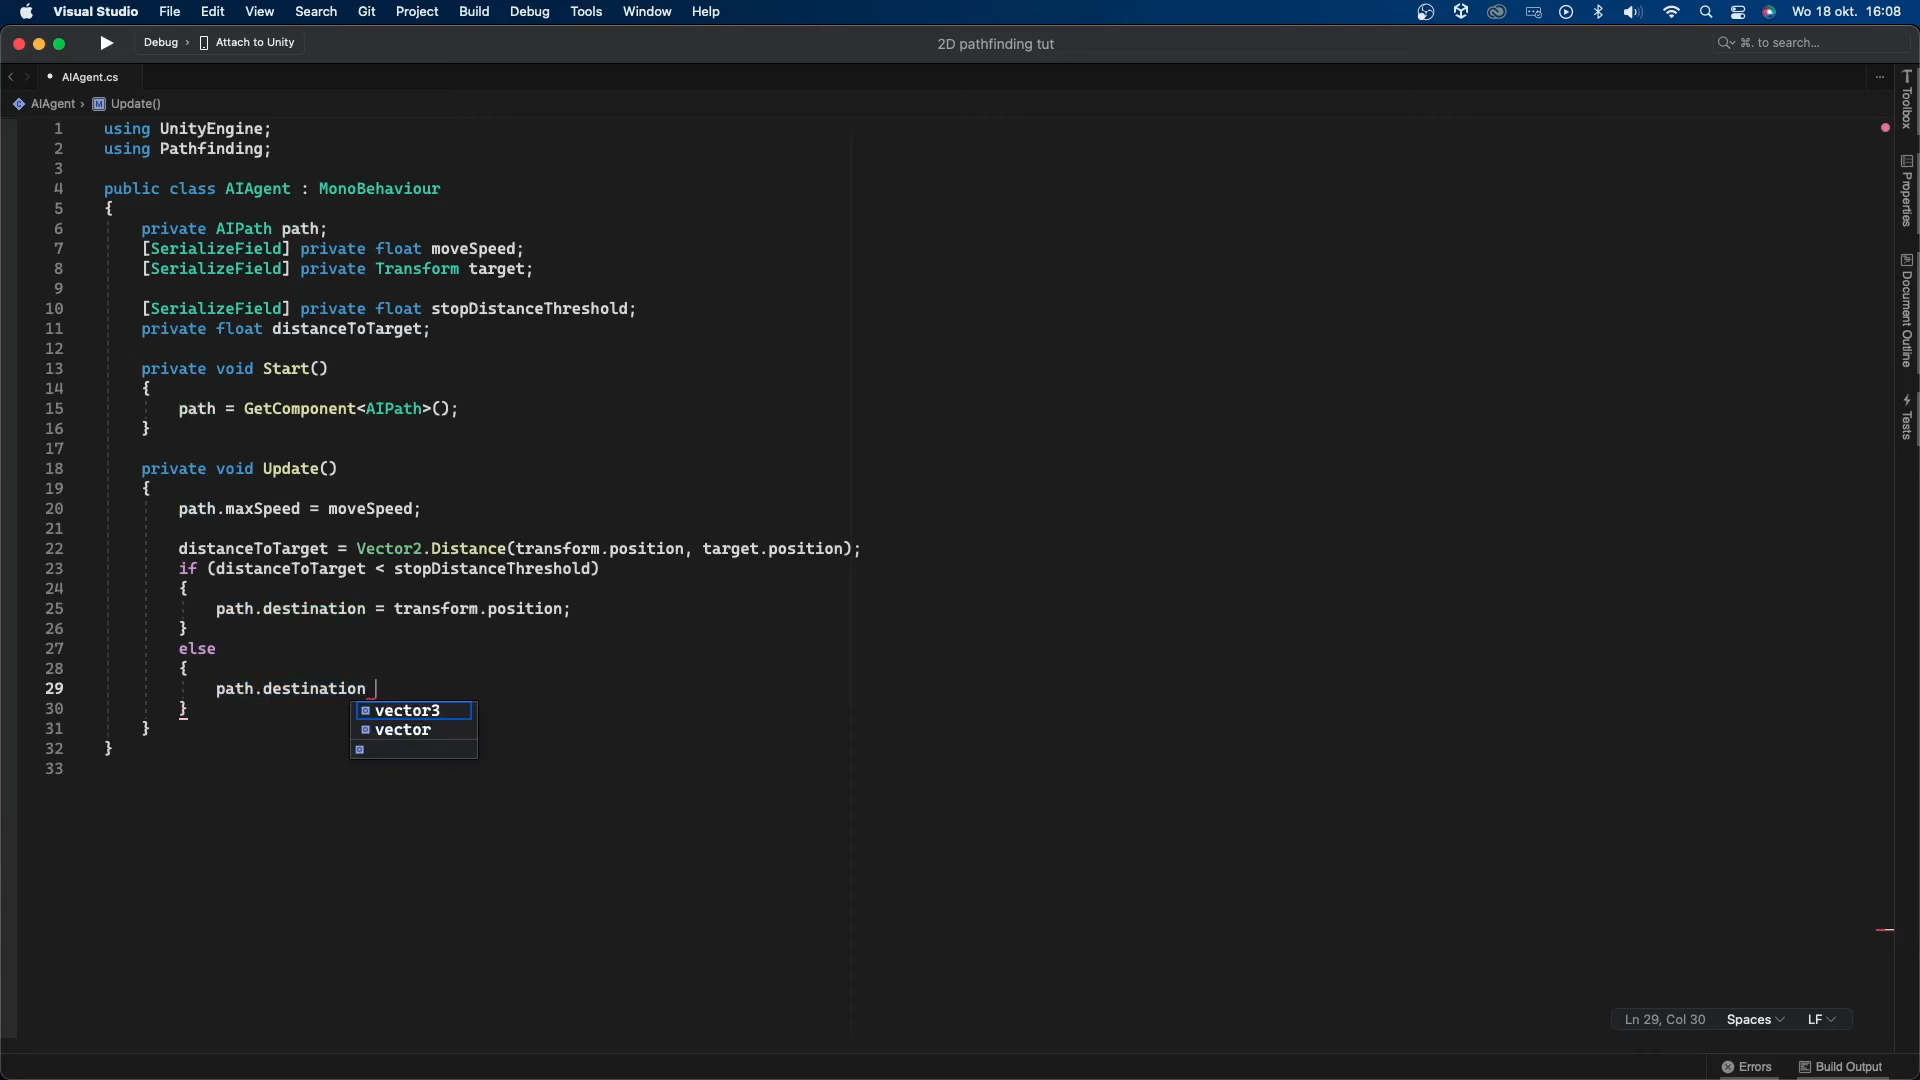 Visual Studio File Edit View Search Git Project Build Debug Tools Window Help Wo 18 okt. 16:08
Debug › Attach to Unity 2D pathfinding tut ⌘. to search...
• AIAgent.cs ...
AIAgent › M Update()
1 using UnityEngine;
2 using Pathfinding;
3
4 public class AIAgent : MonoBehaviour
5 {
6 private AIPath path;
7 [SerializeField] private float moveSpeed;
8 [SerializeField] private Transform target;
9
10 [SerializeField] private float stopDistanceThreshold;
11 private float distanceToTarget;
12
13 private void Start()
14 {
15 path = GetComponent<AIPath>();
16 }
17
18 private void Update()
19 {
20 path.maxSpeed = moveSpeed;
21
22 distanceToTarget = Vector2.Distance(transform.position, target.position);
23 if (distanceToTarget < stopDistanceThreshold)
24 {
25 path.destination = transform.position;
26 }
27 else
28 {
29 path.destination
30 }
31 }
32 }
33
vector3
vector
Toolbox
Properties
Document Outline
Tests
Ln 29, Col 30 Spaces LF
Errors Build Output